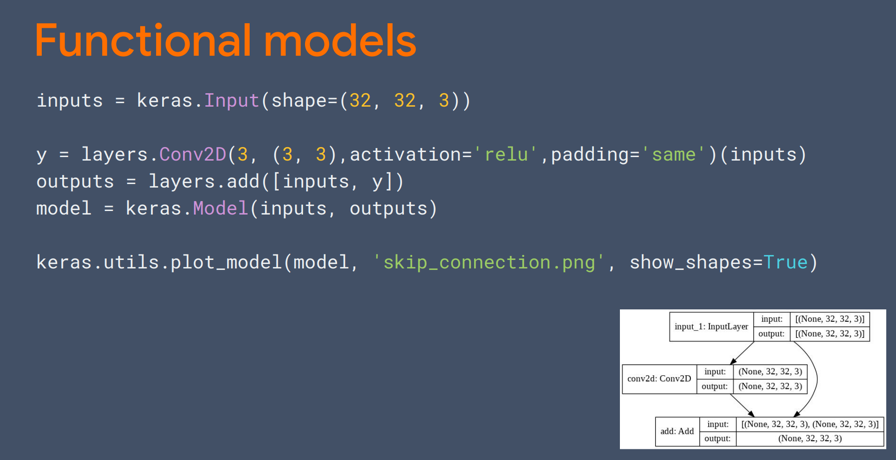 Functional models
inputs = keras.Input(shape=(32, 32, 3))
y = layers.Conv2D(3, (3, 3),activation='relu',padding='same')(inputs)
outputs = layers.add([inputs, y])
model = keras.Model(inputs, outputs)
keras.utils.plot_model(model, 'skip_connection.png', show_shapes=True)
input_1: InputLayer
input: [(None, 32, 32, 3)]
output: [(None, 32, 32, 3)]
conv2d: Conv2D
input: (None, 32, 32, 3)
output: (None, 32, 32, 3)
add: Add
input: [(None, 32, 32, 3), (None, 32, 32, 3)]
output: (None, 32, 32, 3)